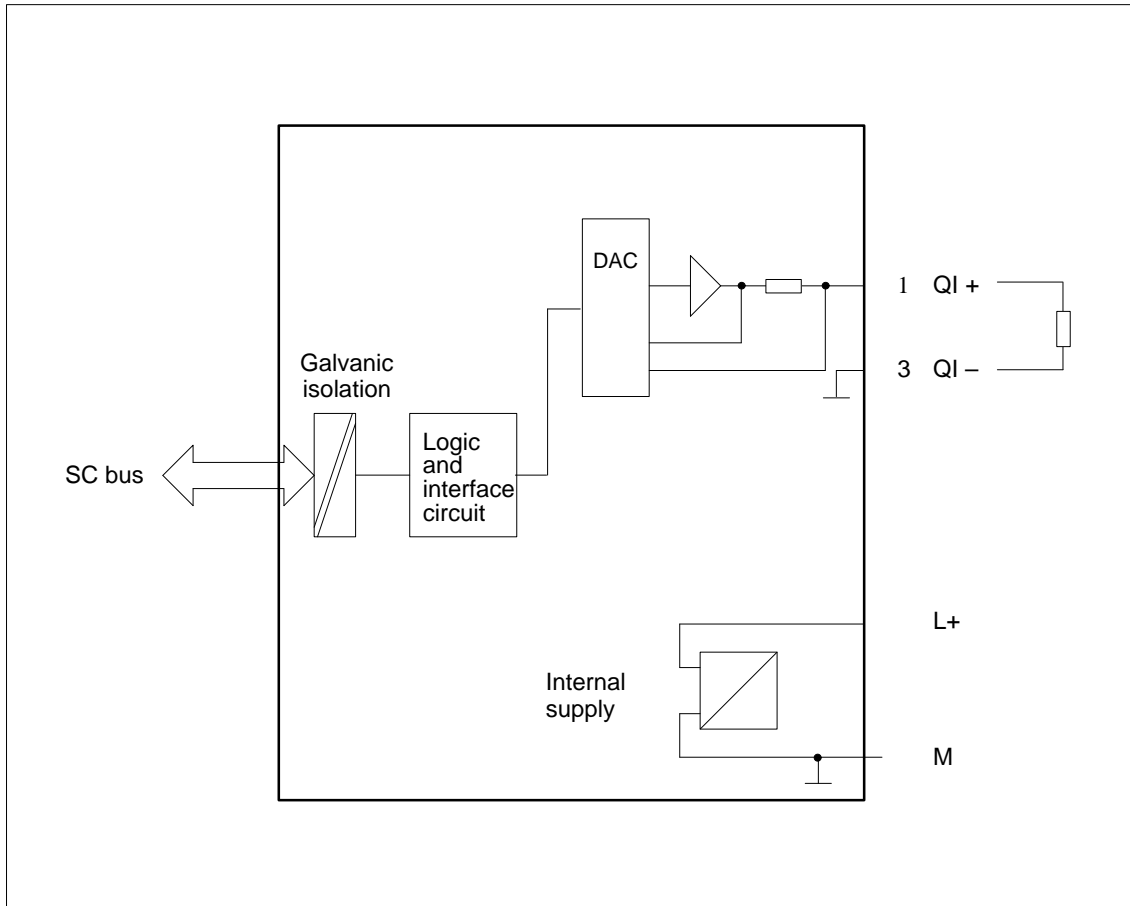 DAC
1 QI +
3 QI –
Galvanic
isolation
Logic
and
interface
circuit
SC bus
L+
Internal
supply
M